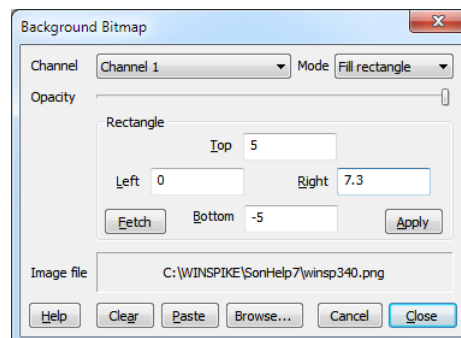 Background Bitmap
Channel Channel 1 Mode Fill rectangle
Opacity
Rectangle
Top 5
Left 0 Right 7.3
Fetch Bottom -5 Apply
Image file C:\WINSPIKE\SonHelp7\winsp340.png
Help Clear Paste Browse... Cancel Close